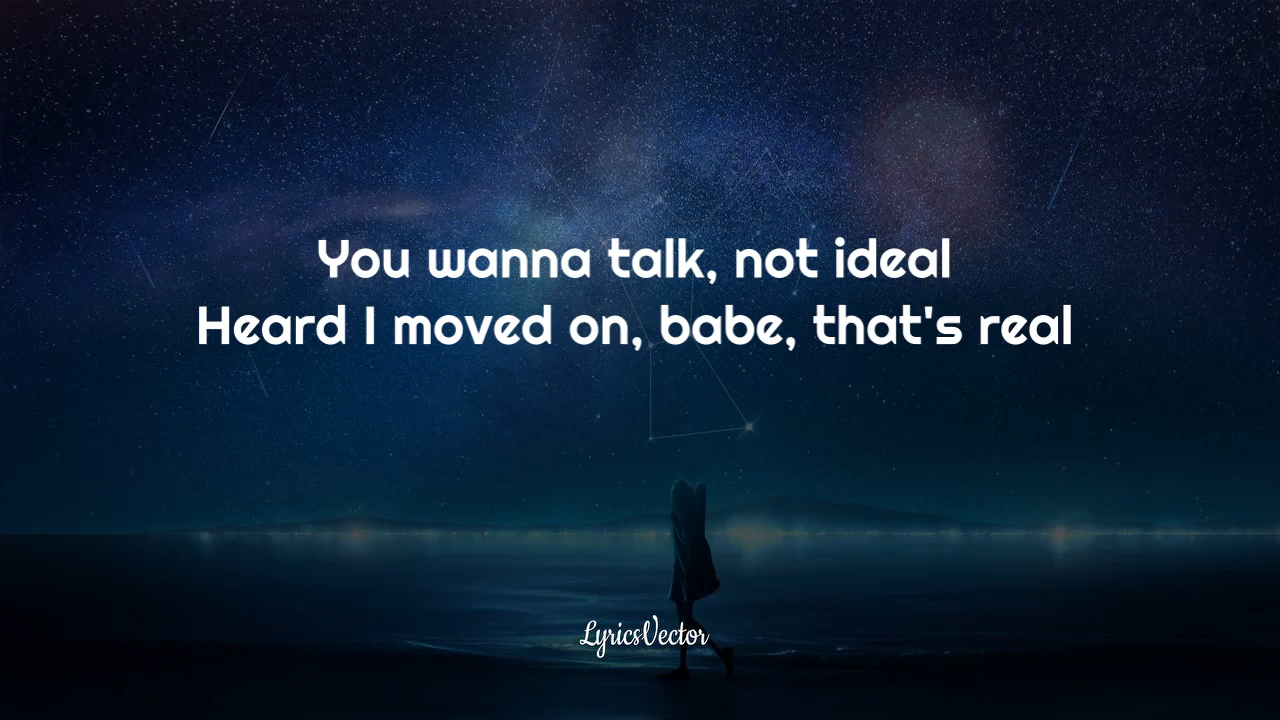 You wanna talk, not ideal
Heard I moved on, babe, that's real
LyricsVector